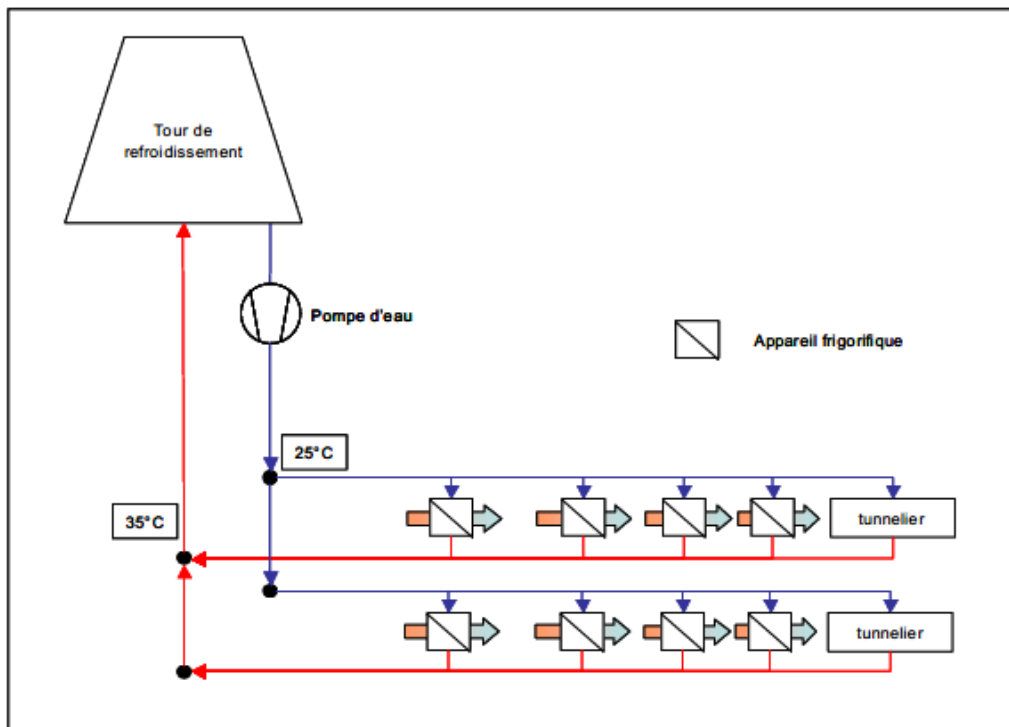 Tour de
refroidissement
Pompe d'eau
Appareil frigorifique
25°C
35°C
tunnelier
tunnelier